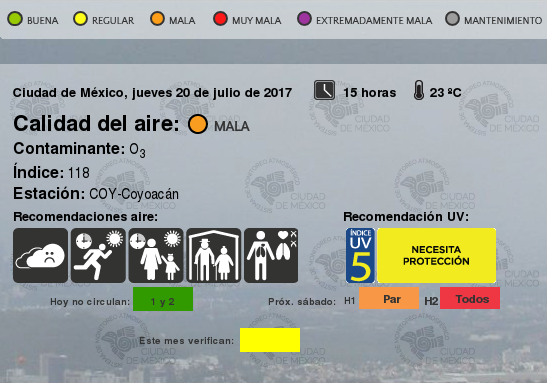 BUENA REGULAR MALA MUY MALA EXTREMADAMENTE MALA MANTENIMIENTO
Ciudad de México, jueves 20 de julio de 2017 15 horas 23 ºC
Calidad del aire: MALA
Contaminante: O3
Índice: 118
Estación: COY-Coyoacán
Recomendaciones aire: Recomendación UV:
ÍNDICE UV 5 NECESITA PROTECCIÓN
Hoy no circulan: 1 y 2 Próx. sábado: H1 Par H2 Todos
Este mes verifican: